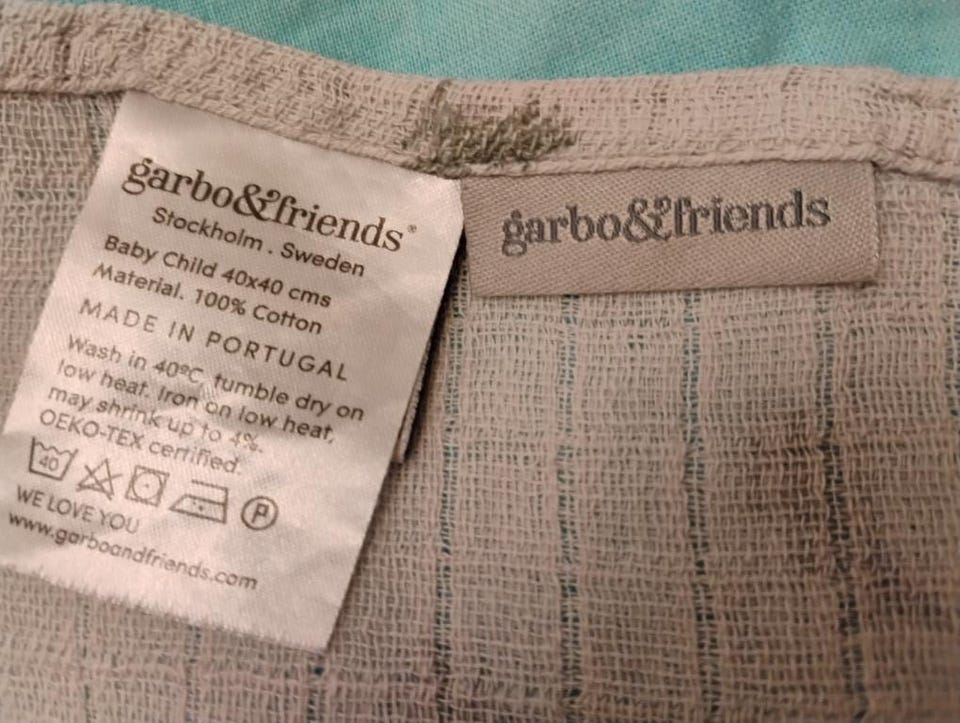 garbo&friends®
Stockholm . Sweden
Baby Child 40x40 cms
Material. 100% Cotton
MADE IN PORTUGAL
Wash in 40ºC, tumble dry on
low heat. Iron on low heat,
may shrink up to 4%.
OEKO-TEX certified.
40 P
WE LOVE YOU
www.garboandfriends.com
garbo&friends